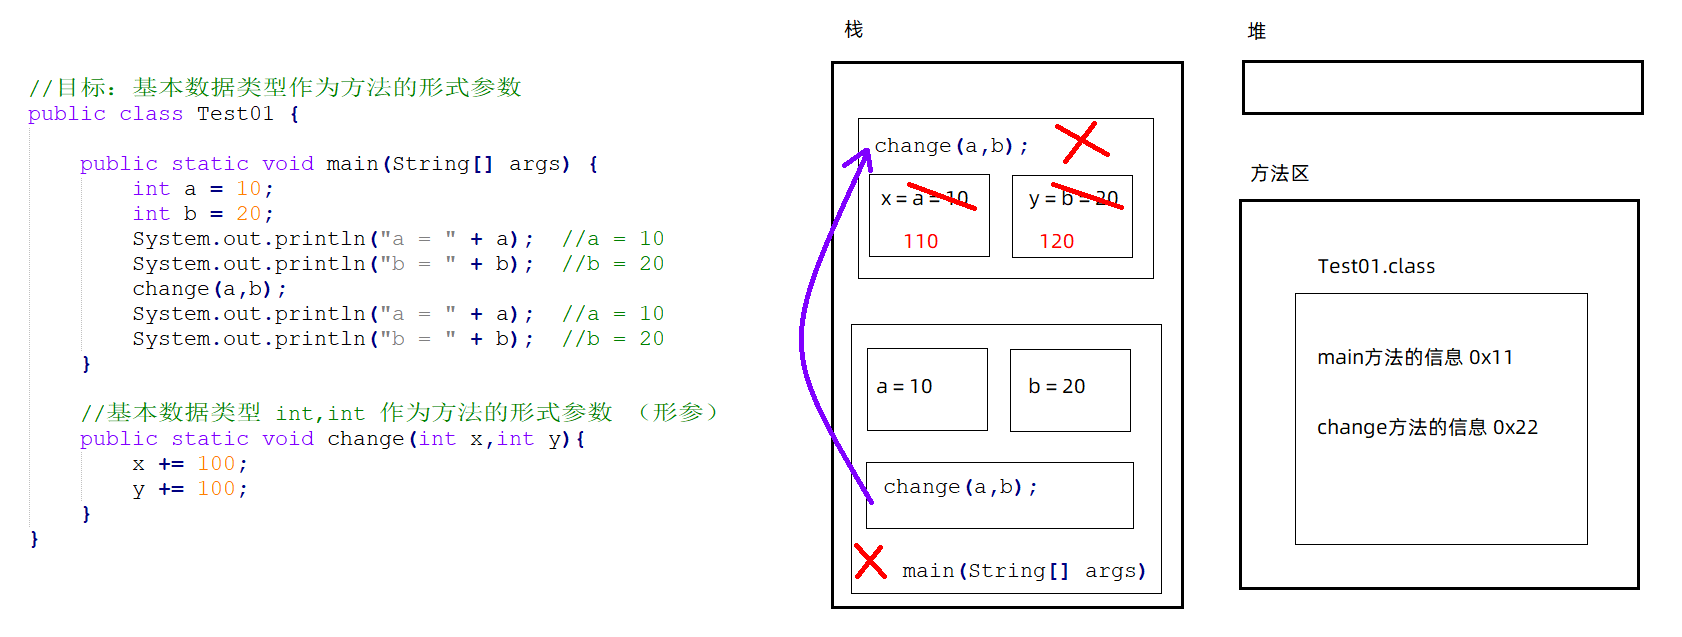 //目标：基本数据类型作为方法的形式参数
public class Test01 {
public static void main(String[] args) {
int a = 10;
int b = 20;
System.out.println("a = " + a);  //a = 10
System.out.println("b = " + b);  //b = 20
change(a,b);
System.out.println("a = " + a);  //a = 10
System.out.println("b = " + b);  //b = 20
}
//基本数据类型 int,int 作为方法的形式参数 （形参）
public static void change(int x,int y){
x += 100;
y += 100;
}
}
栈
change(a,b);
x = a = 10
110
y = b = 20
120
a = 10
b = 20
change(a,b);
main(String[] args)
堆
方法区
Test01.class
main方法的信息 0x11
change方法的信息 0x22